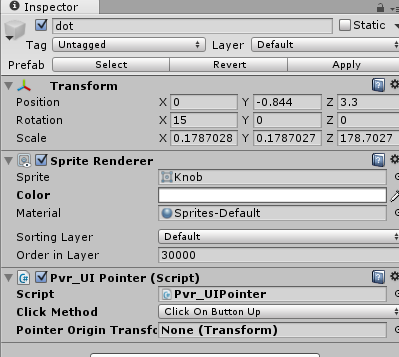 Inspector
dot Static
Tag Untagged Layer Default
Prefab Select Revert Apply
Transform
Position X 0 Y -0.844 Z 3.3
Rotation X 15 Y 0 Z 0
Scale X 0.1787028 Y 0.1787027 Z 178.7027
Sprite Renderer
Sprite Knob
Color
Material Sprites-Default
Sorting Layer Default
Order in Layer 30000
Pvr_UI Pointer (Script)
Script Pvr_UIPointer
Click Method Click On Button Up
Pointer Origin Transfo None (Transform)